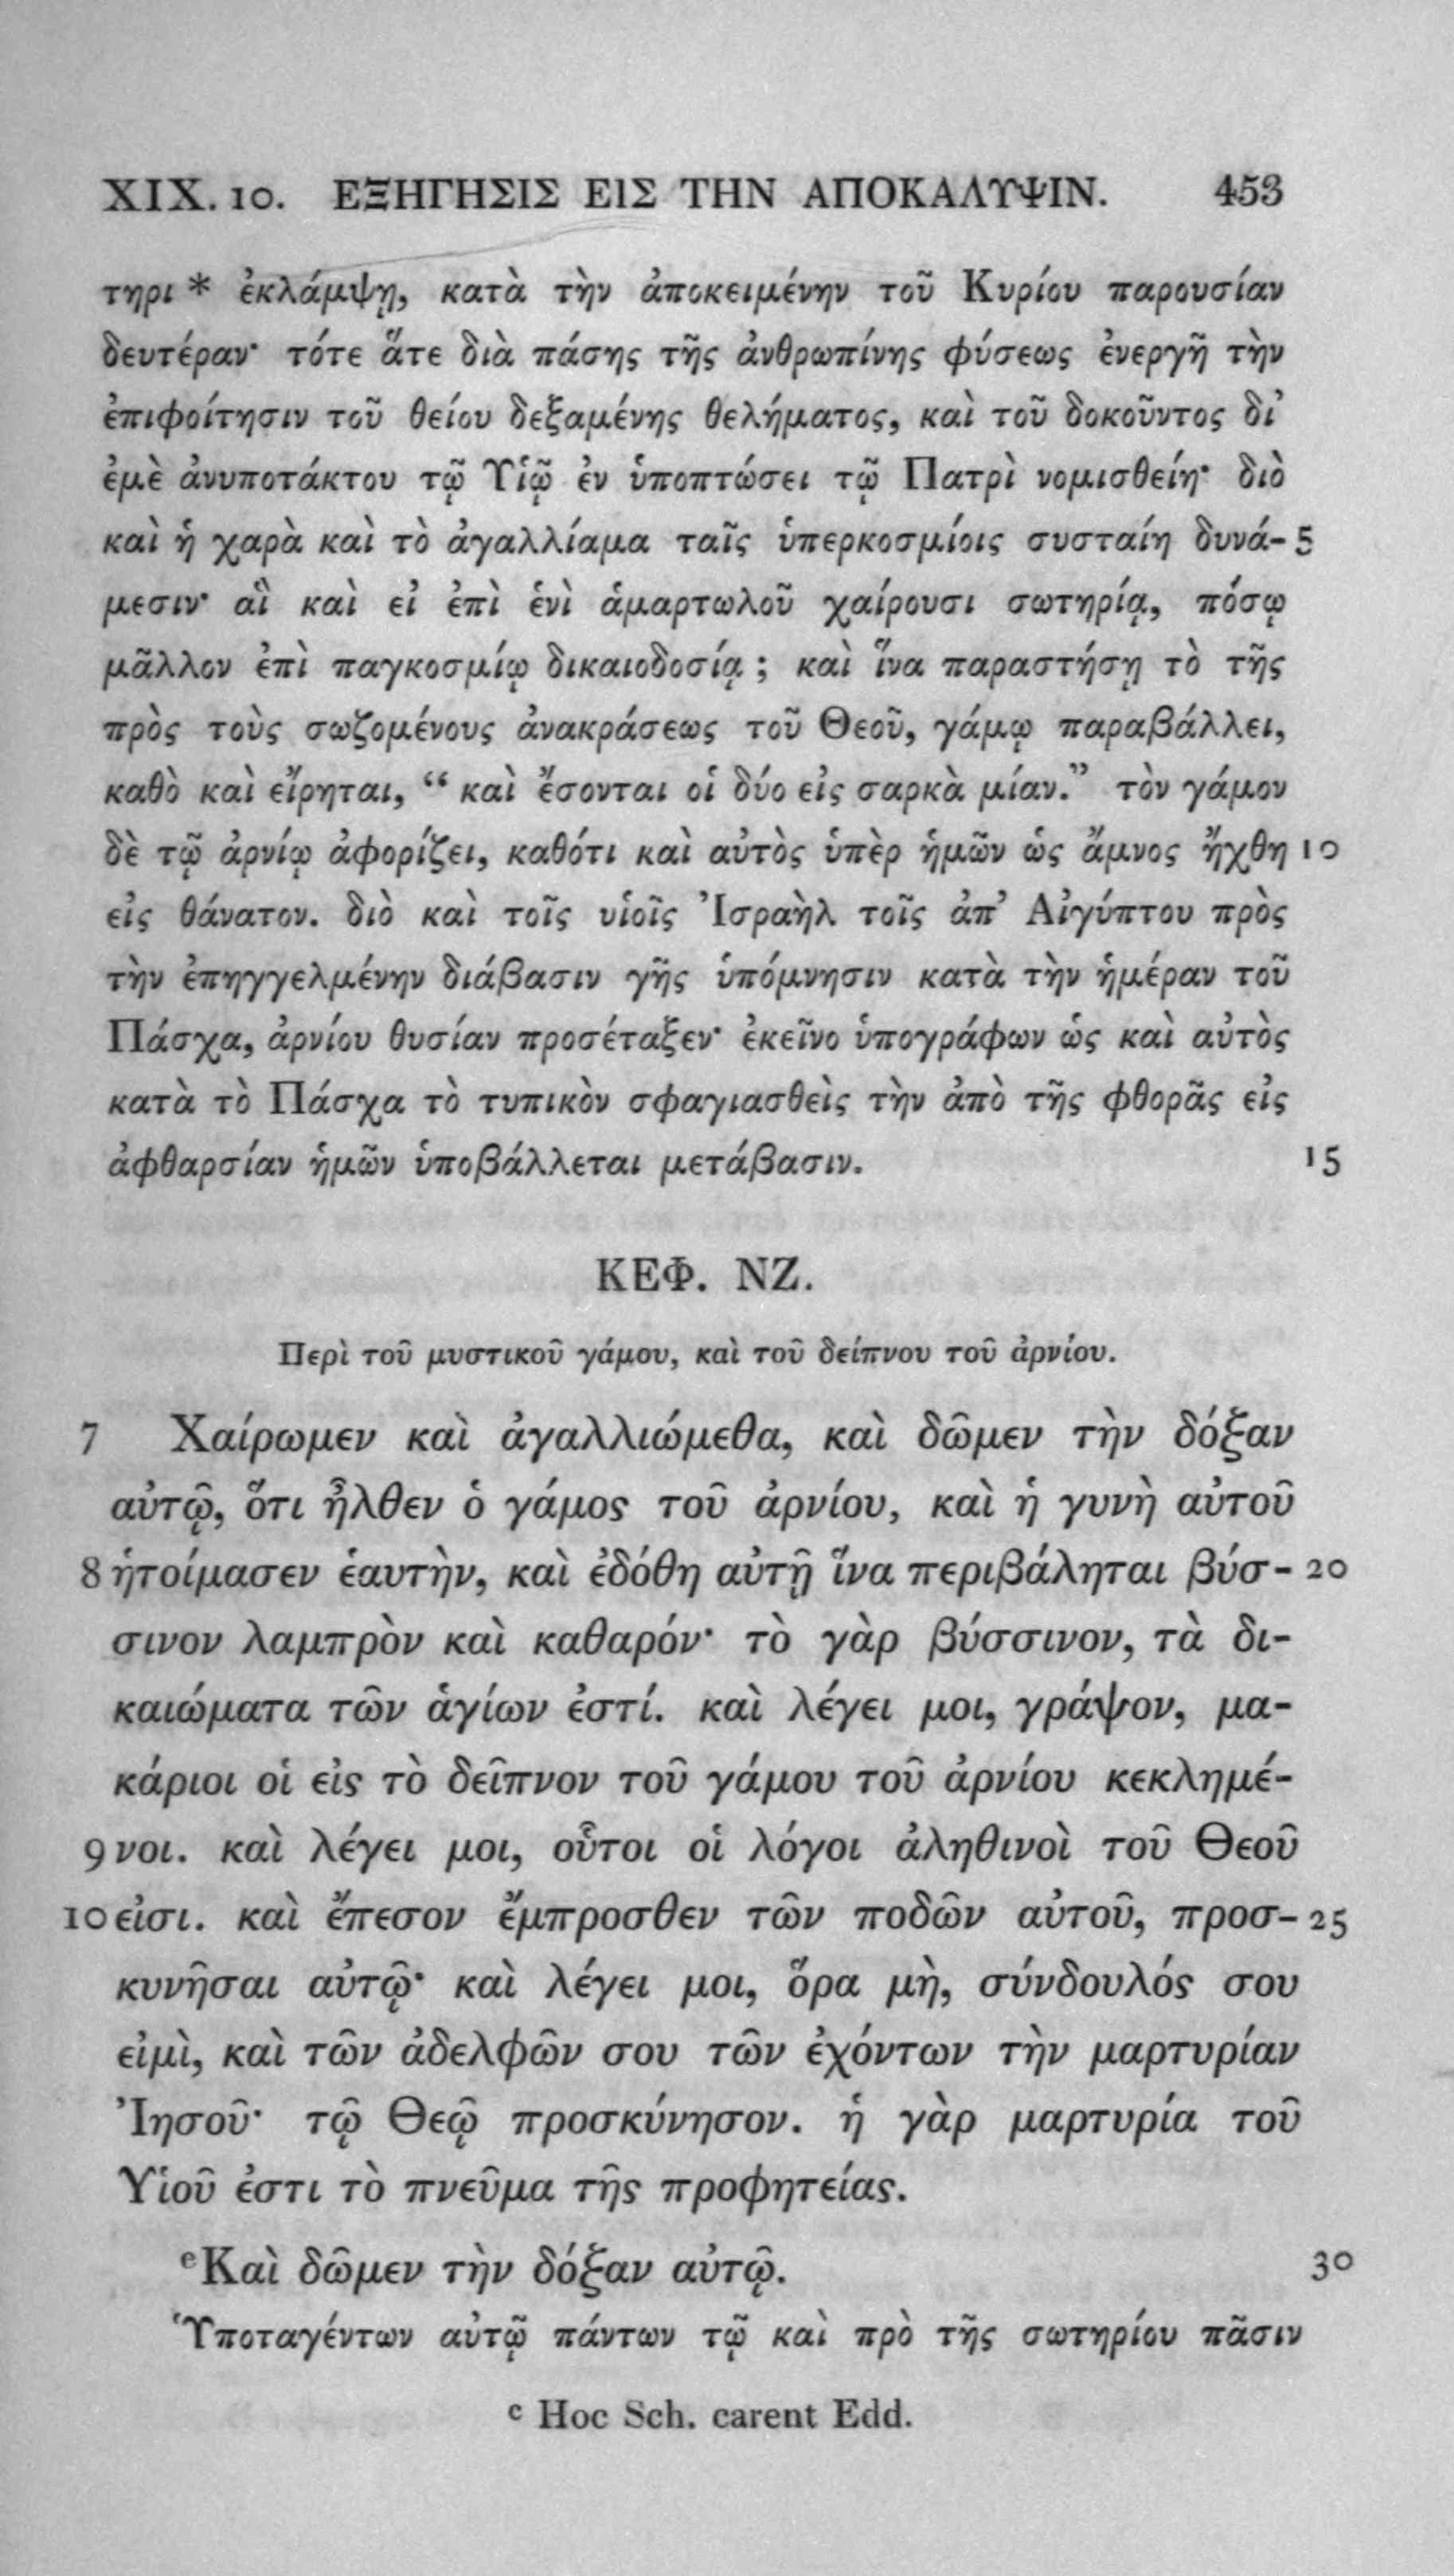 XIX. 10. ΕΞΗΓΗΣΙΣ ΕΙΣ ΤΗΝ ΑΠΟΚΑΛΥΨΙΝ. 453
τηρι * ἐκλάμψῃ, κατὰ τὴν ἀποκειμένην τοῦ Κυρίου παρουσίαν
δευτέραν· τότε ἅτε διὰ πάσης τῆς ἀνθρωπίνης φύσεως ἐνεργῆ τὴν
ἐπιφοίτησιν τοῦ θείου δεξαμένης θελήματος, καὶ τοῦ δοκοῦντος δι’
ἐμὲ ἀνυποτάκτου τῷ Υἱῷ ἐν ὑποπτώσει τῷ Πατρὶ νομισθείη· διὸ
καὶ ἡ χαρὰ καὶ τὸ ἀγαλλίαμα ταῖς ὑπερκοσμίοις συσταίη δυνά- 5
μεσιν· αἳ καὶ εἰ ἐπὶ ἑνὶ ἁμαρτωλοῦ χαίρουσι σωτηρίᾳ, πόσῳ
μᾶλλον ἐπὶ παγκοσμίῳ δικαιοδοσίᾳ ; καὶ ἵνα παραστήσῃ τὸ τῆς
πρὸς τοὺς σωζομένους ἀνακράσεως τοῦ Θεοῦ, γάμῳ παραβάλλει,
καθὸ καὶ εἴρηται, “ καὶ ἔσονται οἱ δύο εἰς σαρκὰ μίαν.” τὸν γάμον
δὲ τῷ ἀρνίῳ ἀφορίζει, καθότι καὶ αὐτὸς ὑπὲρ ἡμῶν ὡς ἄμνος ἤχθη 10
εἰς θάνατον. διὸ καὶ τοῖς υἱοῖς Ἰσραὴλ τοῖς ἀπ’ Αἰγύπτου πρὸς
τὴν ἐπηγγελμένην διάβασιν γῆς ὑπόμνησιν κατὰ τὴν ἡμέραν τοῦ
Πάσχα, ἀρνίου θυσίαν προσέταξεν· ἐκεῖνο ὑπογράφων ὡς καὶ αὐτὸς
κατὰ τὸ Πάσχα τὸ τυπικὸν σφαγιασθεὶς τὴν ἀπὸ τῆς φθορᾶς εἰς
ἀφθαρσίαν ἡμῶν ὑποβάλλεται μετάβασιν. 15
ΚΕΦ. ΝΖ.
Περὶ τοῦ μυστικοῦ γάμου, καὶ τοῦ δείπνου τοῦ ἀρνίου.
7 Χαίρωμεν καὶ ἀγαλλιώμεθα, καὶ δῶμεν τὴν δόξαν
αὐτῷ, ὅτι ἦλθεν ὁ γάμος τοῦ ἀρνίου, καὶ ἡ γυνὴ αὐτοῦ
8 ἡτοίμασεν ἑαυτὴν, καὶ ἐδόθη αὐτῇ ἵνα περιβάληται βύσ- 20
σινον λαμπρὸν καὶ καθαρόν· τὸ γὰρ βύσσινον, τὰ δι-
καιώματα τῶν ἁγίων ἐστί. καὶ λέγει μοι, γράψον, μα-
κάριοι οἱ εἰς τὸ δεῖπνον τοῦ γάμου τοῦ ἀρνίου κεκλημέ-
9 νοι. καὶ λέγει μοι, οὗτοι οἱ λόγοι ἀληθινοὶ τοῦ Θεοῦ
10 εἰσι. καὶ ἔπεσον ἔμπροσθεν τῶν ποδῶν αὐτοῦ, προσ- 25
κυνῆσαι αὐτῷ· καὶ λέγει μοι, ὅρα μὴ, σύνδουλός σου
εἰμὶ, καὶ τῶν ἀδελφῶν σου τῶν ἐχόντων τὴν μαρτυρίαν
Ἰησοῦ· τῷ Θεῷ προσκύνησον. ἡ γὰρ μαρτυρία τοῦ
Υἱοῦ ἐστι τὸ πνεῦμα τῆς προφητείας.
e Καὶ δῶμεν τὴν δόξαν αὐτῷ. 30
Ὑποταγέντων αὐτῷ πάντων τῷ καὶ πρὸ τῆς σωτηρίου πᾶσιν
c Hoc Sch. carent Edd.